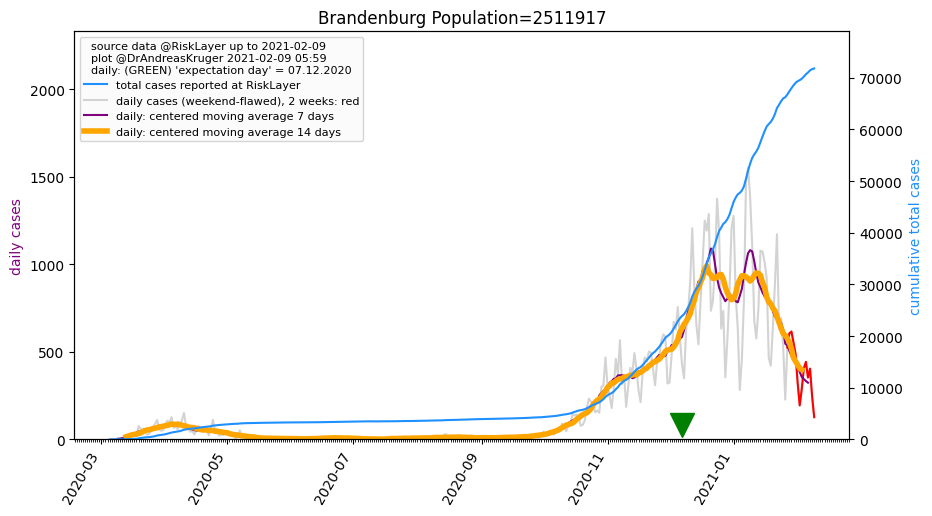 Brandenburg Population=2511917
source data @RiskLayer up to 2021-02-09
plot @DrAndreasKruger 2021-02-09 05:59
daily: (GREEN) 'expectation day' = 07.12.2020
total cases reported at RiskLayer
daily cases (weekend-flawed), 2 weeks: red
daily: centered moving average 7 days
daily: centered moving average 14 days
daily cases
2000
1500
1000
500
0
cumulative total cases
70000
60000
50000
40000
30000
20000
10000
0
2020-03
2020-05
2020-07
2020-09
2020-11
2021-01